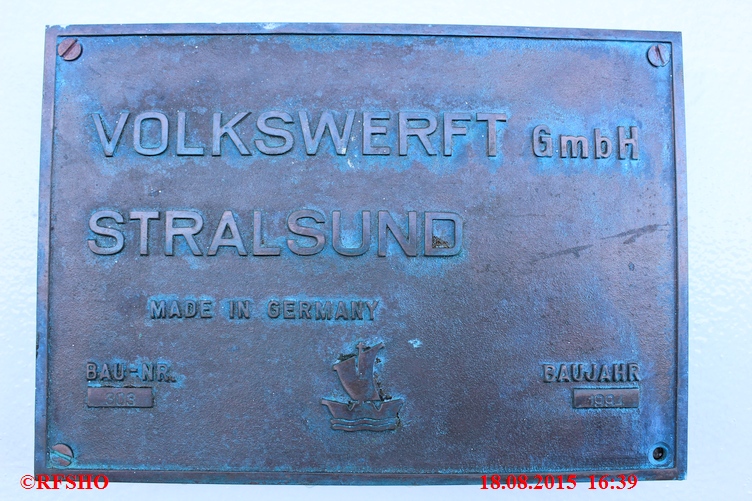 VOLKSWERFT GmbH
STRALSUND
MADE IN GERMANY
BAU-NR. BAUJAHR
©RFSHO 18.08.2015 16:39